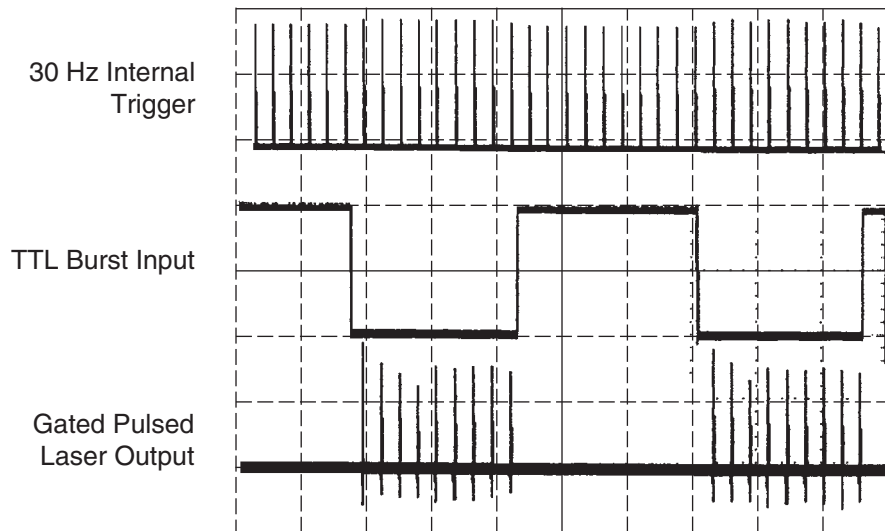 30 Hz Internal
Trigger
TTL Burst Input
Gated Pulsed
Laser Output